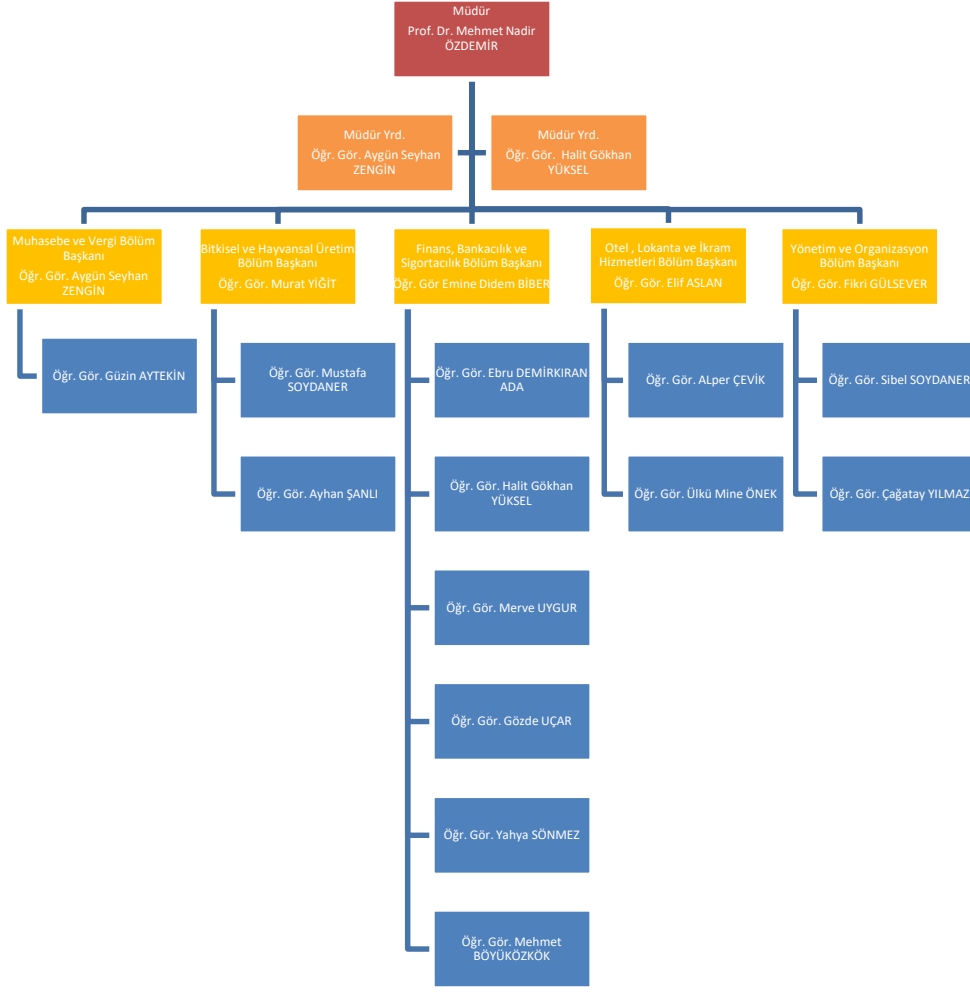 Müdür
Prof. Dr. Mehmet Nadir
ÖZDEMİR
Müdür Yrd.
Öğr. Gör. Aygün Seyhan
ZENGİN
Müdür Yrd.
Öğr. Gör.  Halit Gökhan
YÜKSEL
Muhasebe ve Vergi Bölüm
Başkanı
Öğr. Gör. Aygün Seyhan
ZENGİN
Bitkisel ve Hayvansal Üretim
Bölüm Başkanı
Öğr. Gör. Murat YİĞİT
Finans, Bankacılık ve
Sigortacılık Bölüm Başkanı
Öğr. Gör Emine Didem BİBER
Otel , Lokanta ve İkram
Hizmetleri Bölüm Başkanı
Öğr. Gör. Elif ASLAN
Yönetim ve Organizasyon
Bölüm Başkanı
Öğr. Gör. Fikri GÜLSEVER
Öğr. Gör. Güzin AYTEKİN
Öğr. Gör. Mustafa
SOYDANER
Öğr. Gör. Ayhan ŞANLI
Öğr. Gör. Ebru DEMİRKIRAN
ADA
Öğr. Gör. Halit Gökhan
YÜKSEL
Öğr. Gör. Merve UYGUR
Öğr. Gör. Gözde UÇAR
Öğr. Gör. Yahya SÖNMEZ
Öğr. Gör. Mehmet
BÖYÜKÖZKÖK
Öğr. Gör. ALper ÇEVİK
Öğr. Gör. Ülkü Mine ÖNEK
Öğr. Gör. Sibel SOYDANER
Öğr. Gör. Çağatay YILMAZ